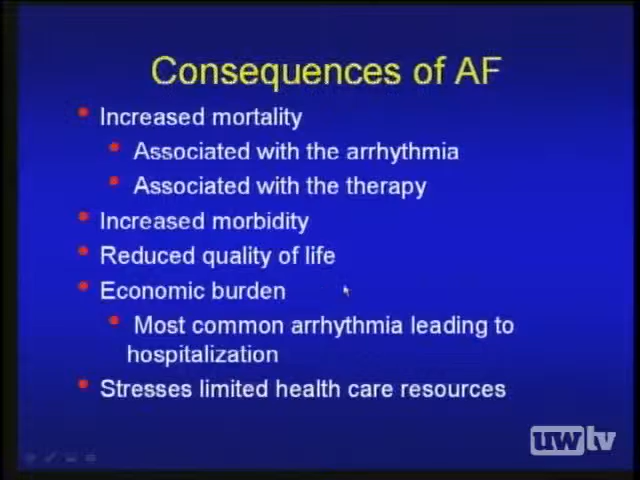 Consequences of AF
Increased mortality
Associated with the arrhythmia
Associated with the therapy
Increased morbidity
Reduced quality of life
Economic burden
Most common arrhythmia leading to
hospitalization
Stresses limited health care resources
uwtv